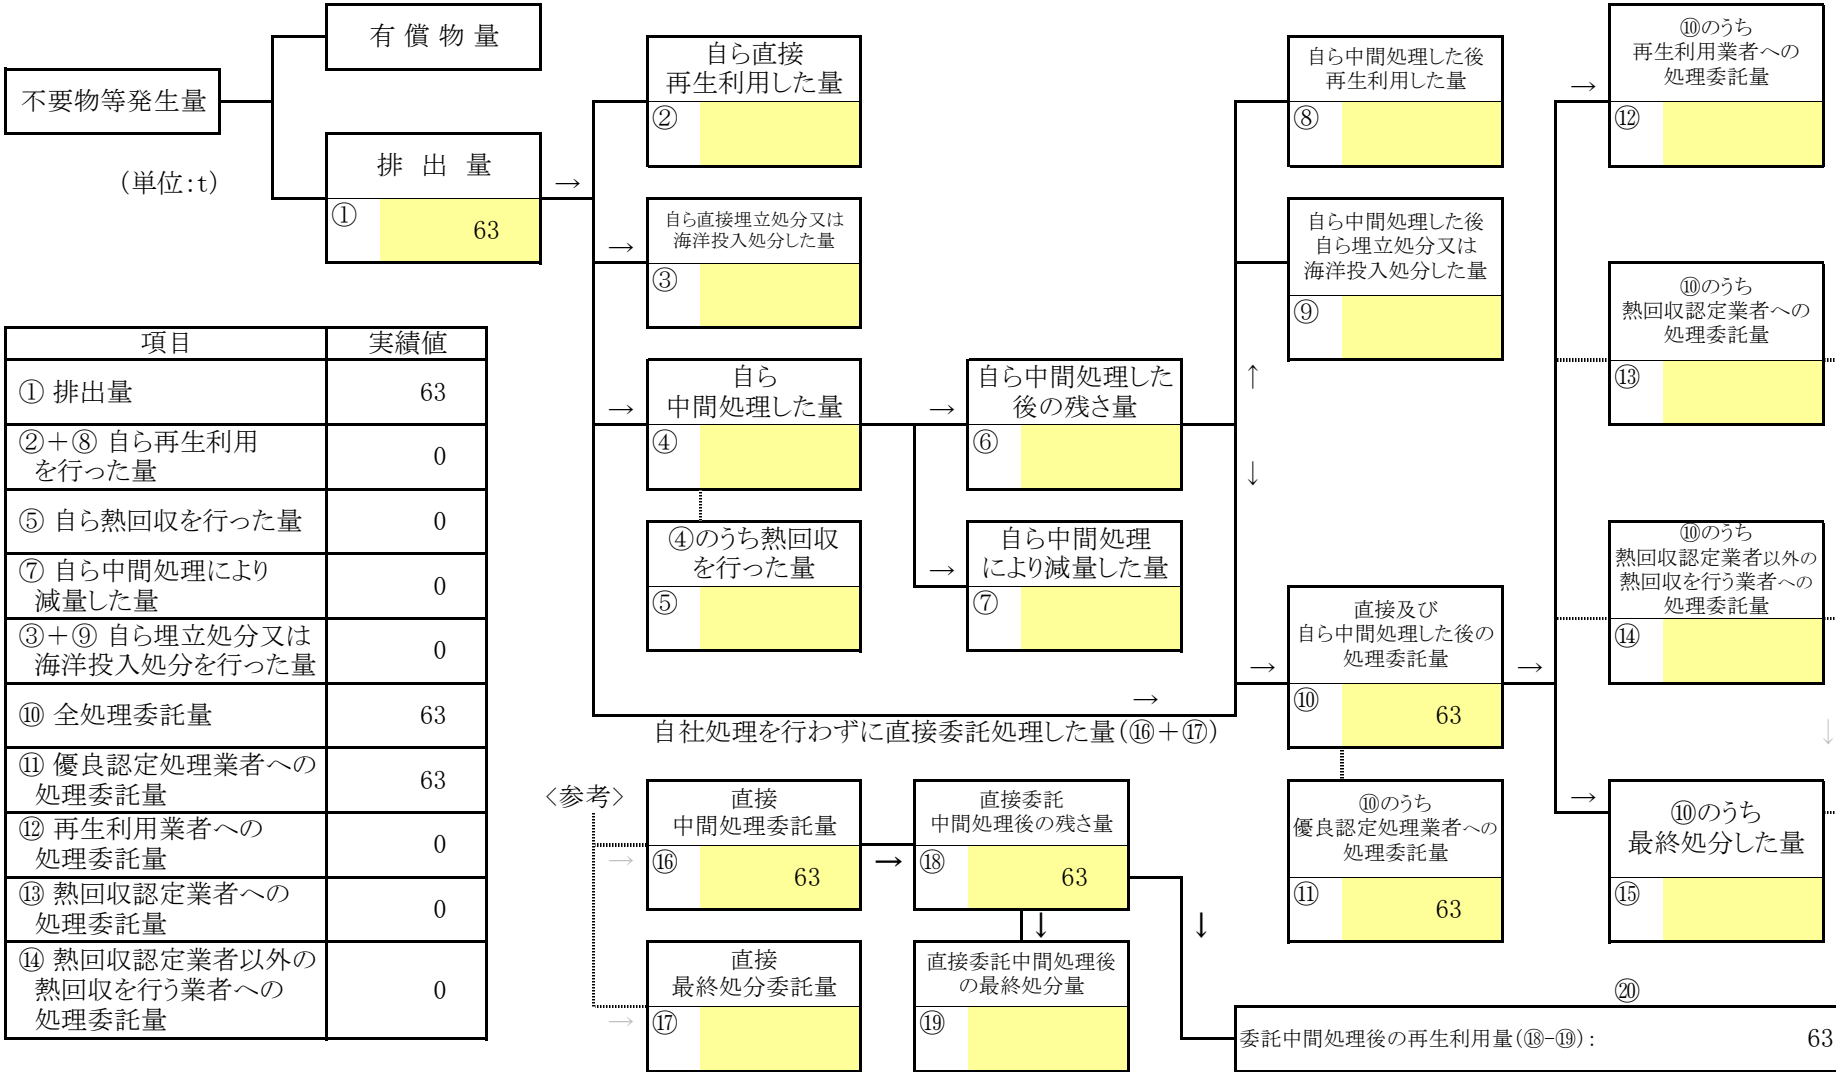 有 償 物 量
不要物等発生量
(単位:t)
排 出 量
→
①
63
自ら直接
再生利用した量
②
→
自ら直接埋立処分又は
海洋投入処分した量
③
→
自ら
中間処理した量
④
④のうち熱回収
を行った量
⑤
→
自ら中間処理した
後の残さ量
⑥
→
自ら中間処理
により減量した量
⑦
自ら中間処理した後
再生利用した量
⑧
自ら中間処理した後
自ら埋立処分又は
海洋投入処分した量
⑨
↑
↓
→
直接及び
自ら中間処理した後の
処理委託量
⑩
63
→
自社処理を行わずに直接委託処理した量(⑯+⑰)
→
⑩のうち
優良認定処理業者への
処理委託量
⑪
63
→
⑩のうち
再生利用業者への
処理委託量
⑫
⑩のうち
熱回収認定業者への
処理委託量
⑬
⑩のうち
熱回収認定業者以外の
熱回収を行う業者への
処理委託量
⑭
↓
→
⑩のうち
最終処分した量
⑮
項目 実績値
① 排出量 63
②+⑧ 自ら再生利用
を行った量 0
⑤ 自ら熱回収を行った量 0
⑦ 自ら中間処理により
減量した量 0
③+⑨ 自ら埋立処分又は
海洋投入処分を行った量 0
⑩ 全処理委託量 63
⑪ 優良認定処理業者への
処理委託量 63
⑫ 再生利用業者への
処理委託量 0
⑬ 熱回収認定業者への
処理委託量 0
⑭ 熱回収認定業者以外の
熱回収を行う業者への
処理委託量 0
<参考>
→
直接
中間処理委託量
⑯
63
→
直接委託
中間処理後の残さ量
⑱
63
↓
↓
→
直接
最終処分委託量
⑰
直接委託中間処理後
の最終処分量
⑲
⑳
委託中間処理後の再生利用量(⑱-⑲): 63